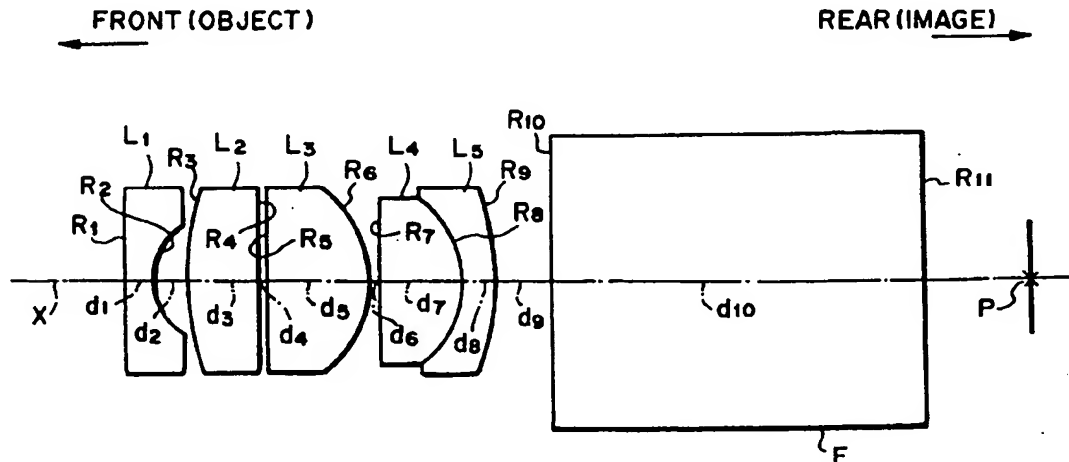 FRONT (OBJECT)
REAR (IMAGE)
L1
R3
L2
L3
R6
L4
L5
R9
R10
R11
R2
R1
R4
R5
R7
R8
X
d1
d2
d3
d4
d5
d6
d7
d8
d9
d10
P
F